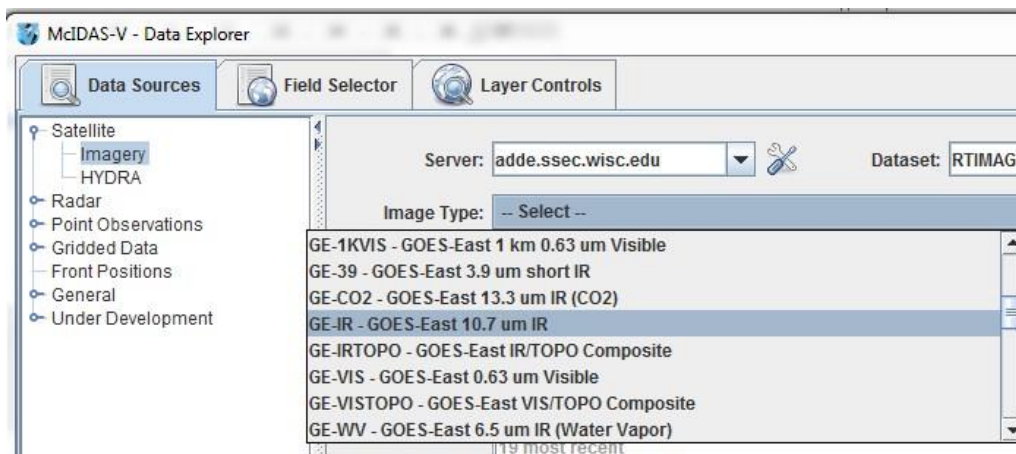 McIDAS-V - Data Explorer
Data Sources
Field Selector
Layer Controls
Satellite
Imagery
HYDRA
Radar
Point Observations
Gridded Data
Front Positions
General
Under Development
Server: adde.ssec.wisc.edu Dataset: RTIMAG
Image Type: -- Select --
GE-1KVIS - GOES-East 1 km 0.63 um Visible
GE-39 - GOES-East 3.9 um short IR
GE-CO2 - GOES-East 13.3 um IR (CO2)
GE-IR - GOES-East 10.7 um IR
GE-IRTOPO - GOES-East IR/TOPO Composite
GE-VIS - GOES-East 0.63 um Visible
GE-VISTOPO - GOES-East VIS/TOPO Composite
GE-WV - GOES-East 6.5 um IR (Water Vapor)
19 most recent